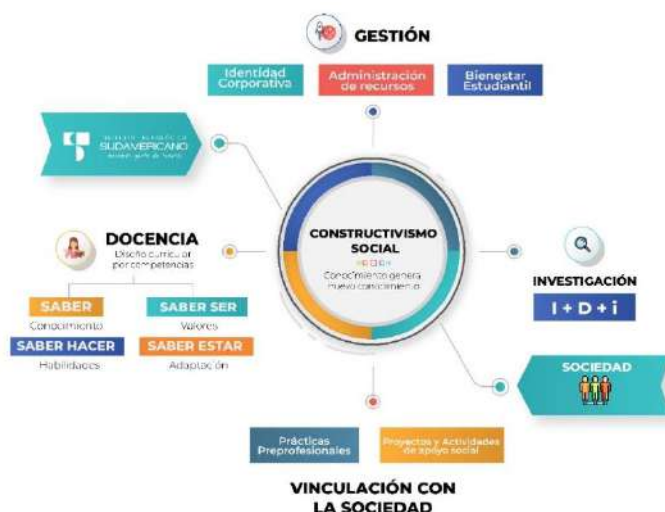 GESTIÓN
Identidad
Corporativa
Administración
de recursos
Bienestar
Estudiantil
SUDAMERICANO
CONSTRUCTIVISMO
SOCIAL
Conocimiento genera
nuevo conocimiento
DOCENCIA
Diseño curricular
por competencias
SABER
Conocimiento
SABER SER
Valores
SABER HACER
Habilidades
SABER ESTAR
Adaptación
INVESTIGACIÓN
I + D + i
SOCIEDAD
Prácticas
Preprofesionales
Proyectos y Actividades
de apoyo social
VINCULACIÓN CON
LA SOCIEDAD